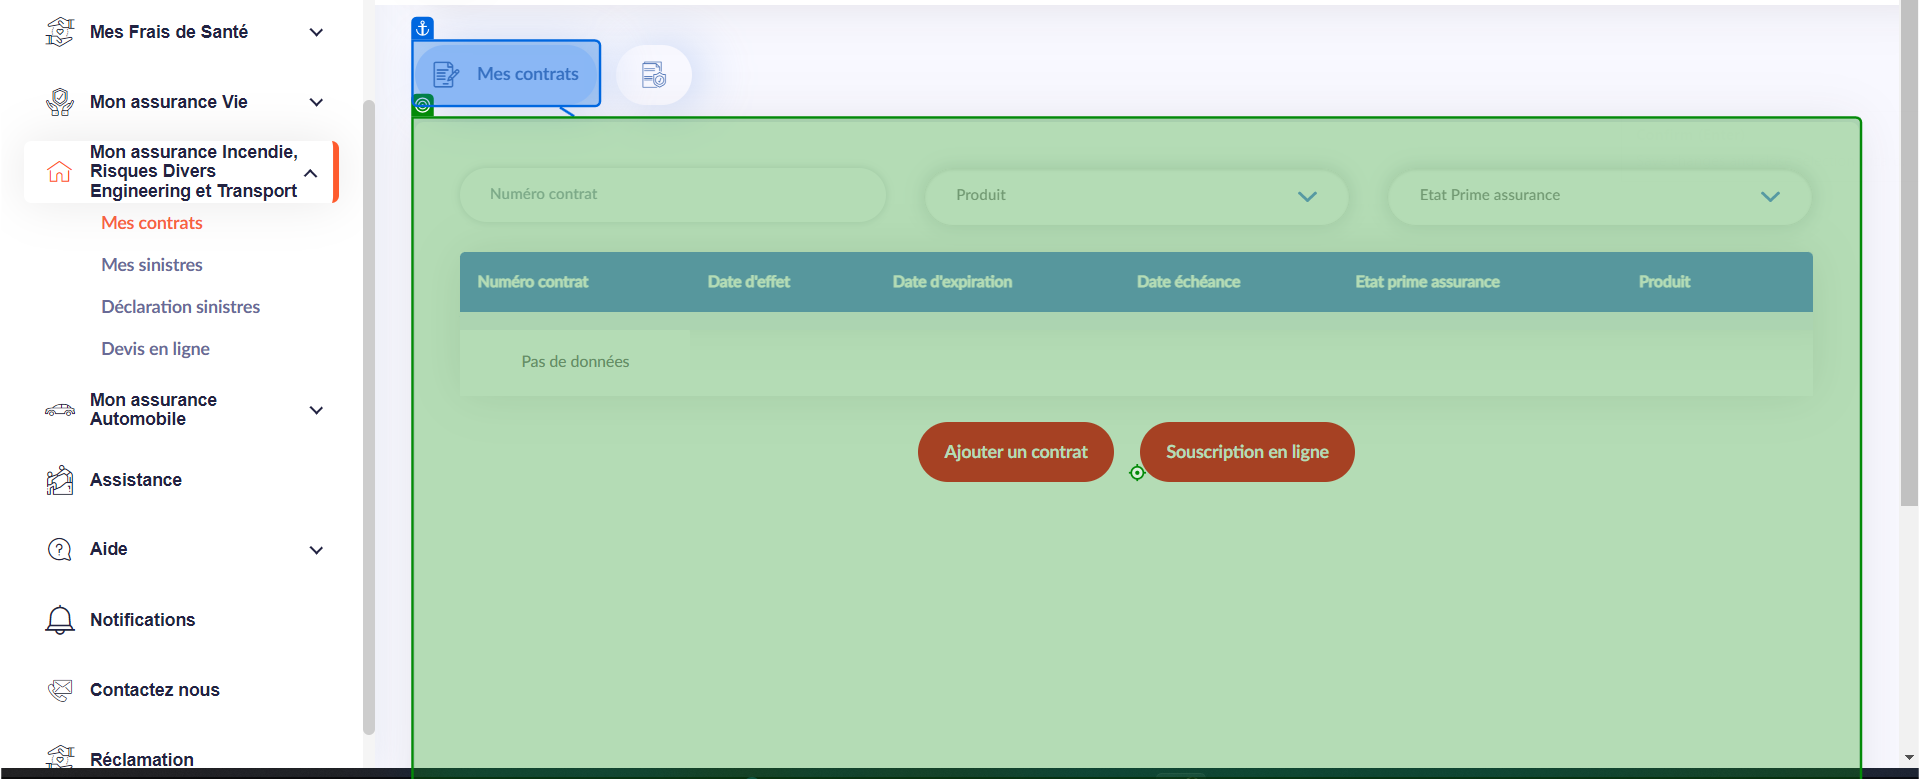 Mes Frais de Santé
Mon assurance Vie
Mon assurance Incendie,
Risques Divers
Engineering et Transport
Mes contrats
Mes sinistres
Déclaration sinistres
Devis en ligne
Mon assurance
Automobile
Assistance
Aide
Notifications
Contactez nous
Réclamation
Mes contrats
Numéro contrat
Produit
Etat Prime assurance
Numéro contrat Date d'effet Date d'expiration Date échéance Etat prime assurance Produit
Pas de données
Ajouter un contrat
Souscription en ligne